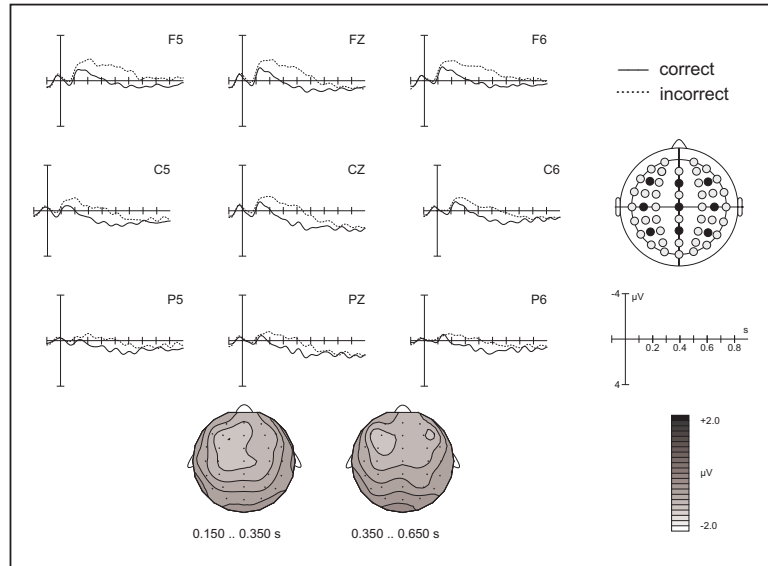 F5 FZ F6
correct
incorrect
C5 CZ C6
P5 PZ P6
-4
µV
s
0.2 0.4 0.6 0.8
4
+2.0
µV
-2.0
0.150 .. 0.350 s 0.350 .. 0.650 s